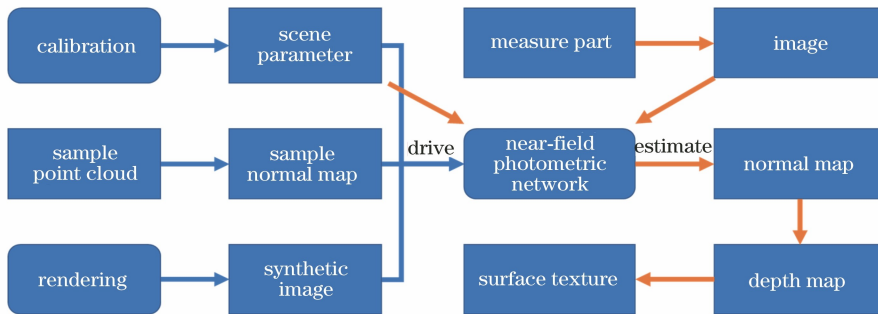 calibration
scene
parameter
measure part
image
sample
point cloud
sample
normal map
drive
near-field
photometric
network
estimate
normal map
rendering
synthetic
image
surface texture
depth map